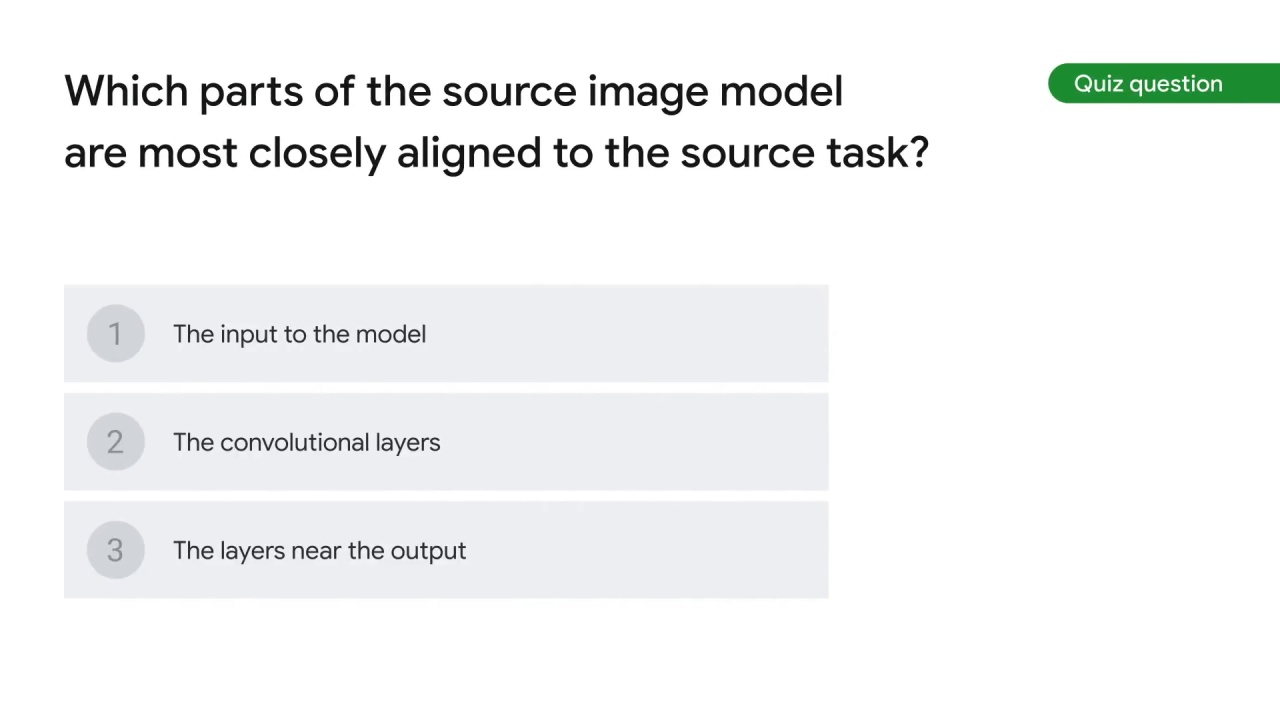 Which parts of the source image model
are most closely aligned to the source task?
Quiz question
1 The input to the model
2 The convolutional layers
3 The layers near the output